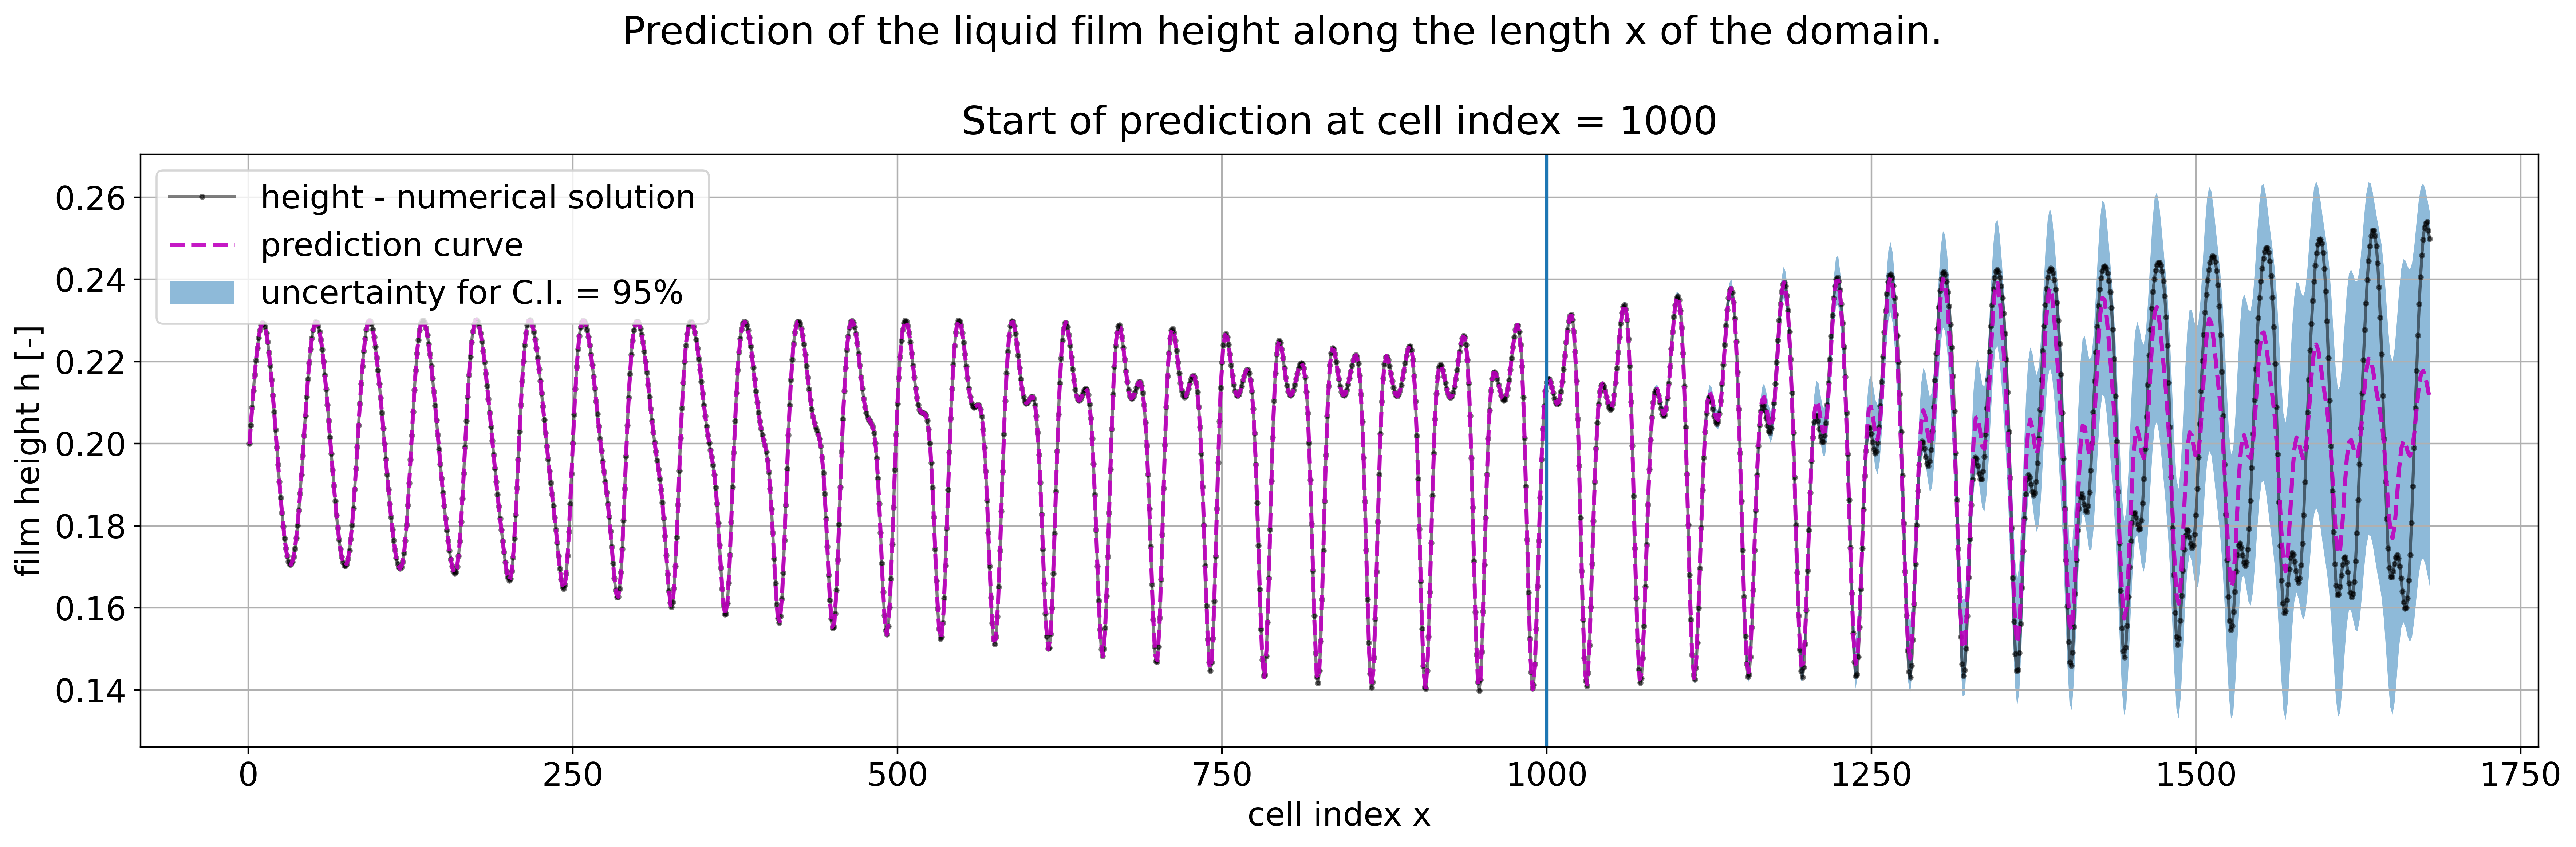 Prediction of the liquid film height along the length x of the domain.
Start of prediction at cell index = 1000
height - numerical solution
prediction curve
uncertainty for C.I. = 95%
film height h [-]
0.26
0.24
0.22
0.20
0.18
0.16
0.14
0 250 500 750 1000 1250 1500 1750
cell index x